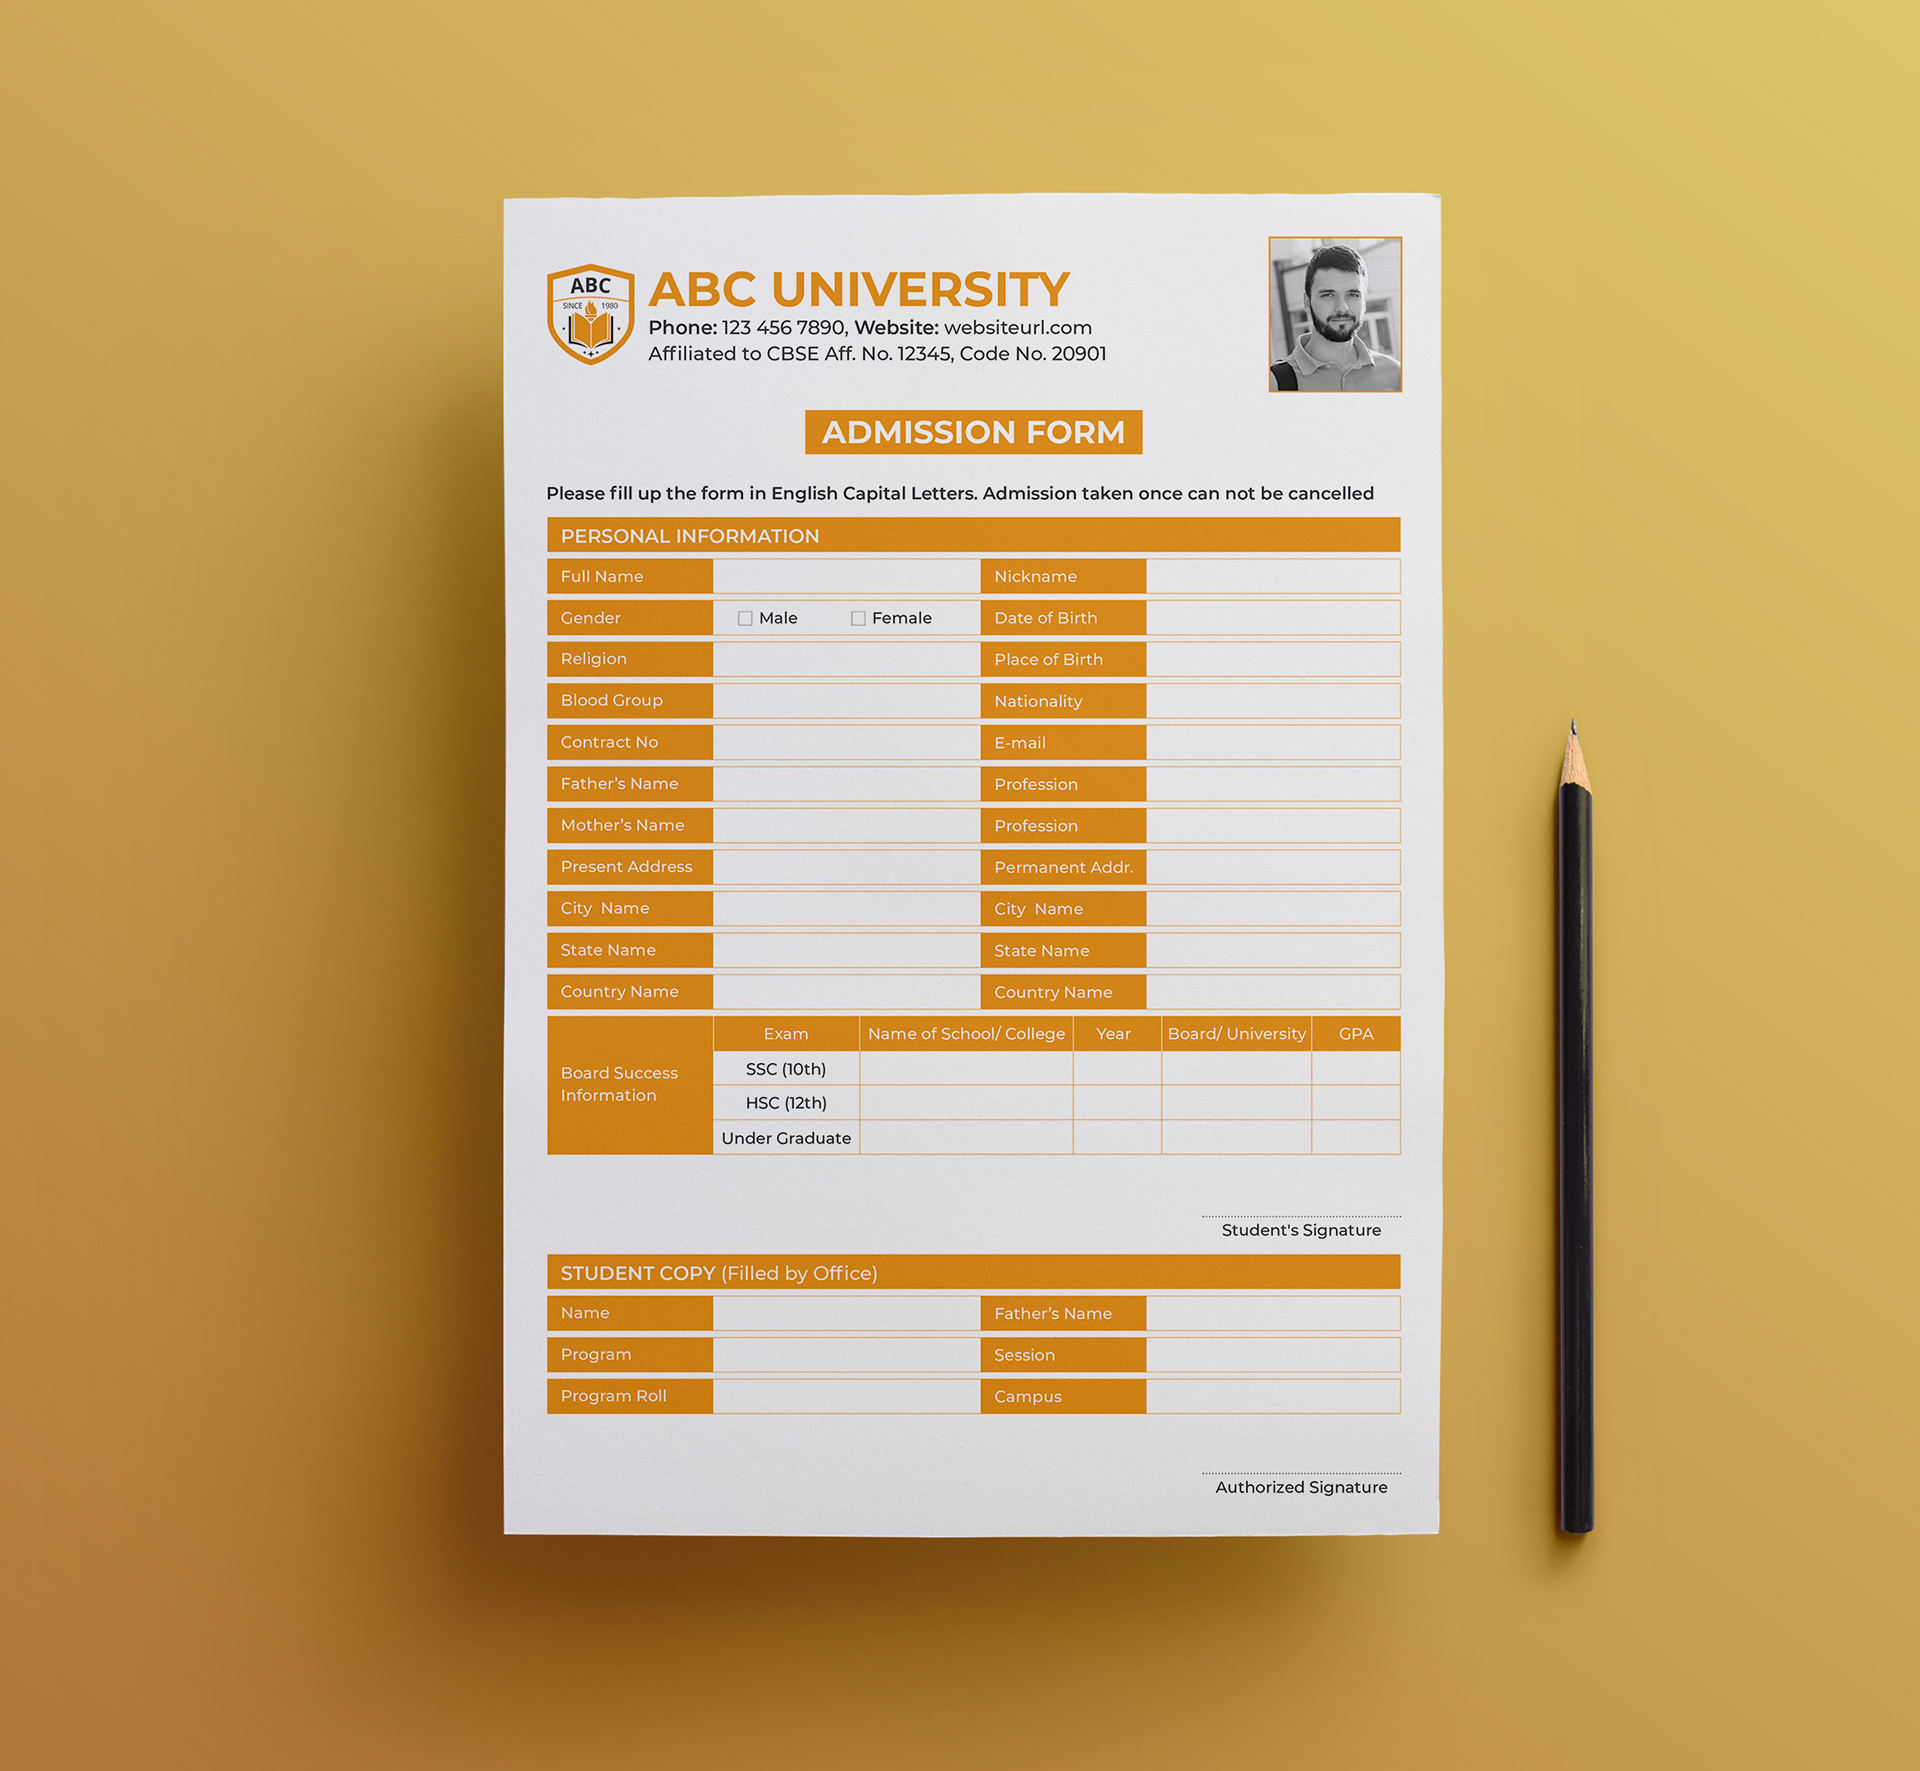 ABC
SINCE 1980
ABC UNIVERSITY
Phone: 123 456 7890, Website: websiteurl.com
Affiliated to CBSE Aff. No. 12345, Code No. 20901
ADMISSION FORM
Please fill up the form in English Capital Letters. Admission taken once can not be cancelled
PERSONAL INFORMATION
Full Name Nickname
Gender Male Female Date of Birth
Religion Place of Birth
Blood Group Nationality
Contract No E-mail
Father's Name Profession
Mother's Name Profession
Present Address Permanent Addr.
City Name City Name
State Name State Name
Country Name Country Name
Board Success
Information
Exam Name of School/ College Year Board/ University GPA
SSC (10th)
HSC (12th)
Under Graduate
Student's Signature
STUDENT COPY (Filled by Office)
Name Father's Name
Program Session
Program Roll Campus
Authorized Signature